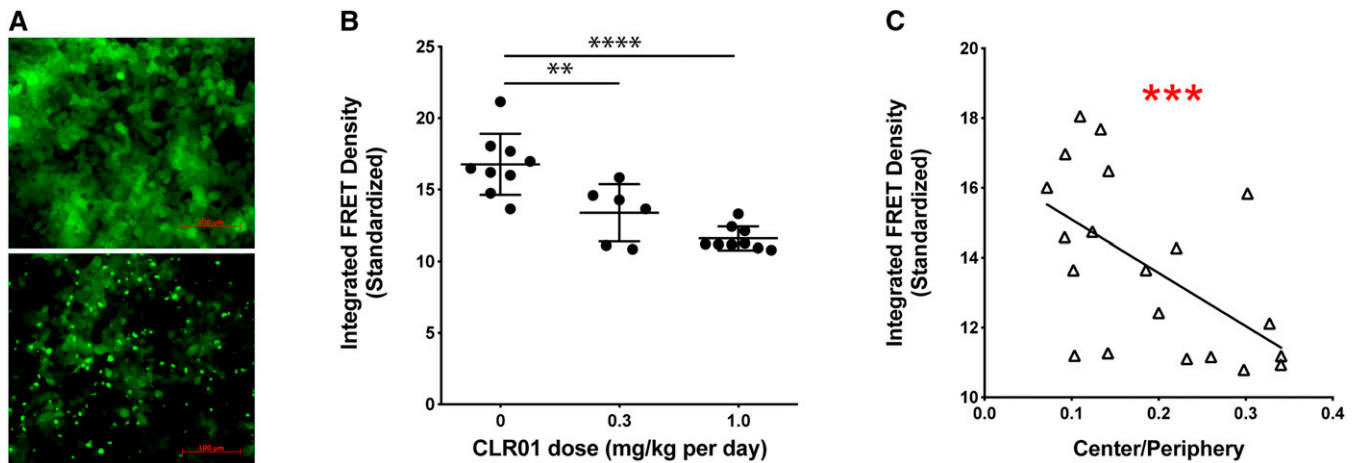 A
100 µm
100 µm
B
Integrated FRET Density
(Standardized)
25
20
15
10
5
0
****
**
0
0.3
1.0
CLR01 dose (mg/kg per day)
C
Integrated FRET Density
(Standardized)
20
18
16
14
12
10
***
0.0
0.1
0.2
0.3
0.4
Center/Periphery